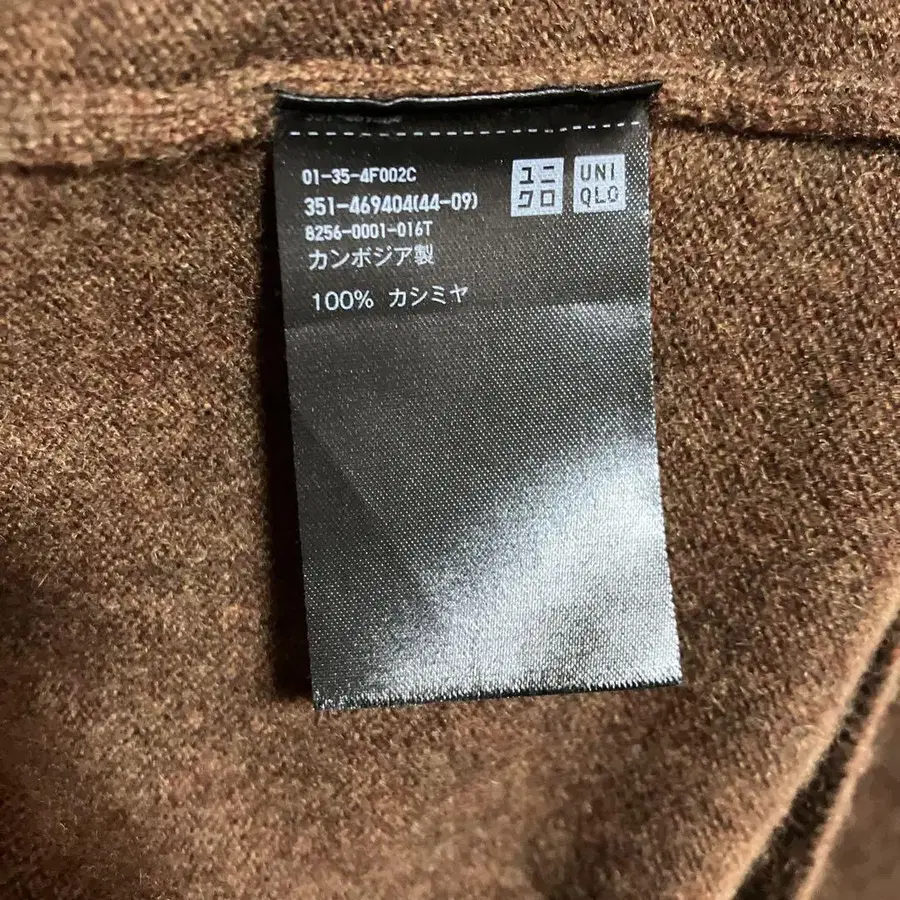 01-35-4F002C
351-469404(44-09)
8256-0001-016T
カンボジア製
100% カシミヤ
ユニ
クロ
UNI
QLO